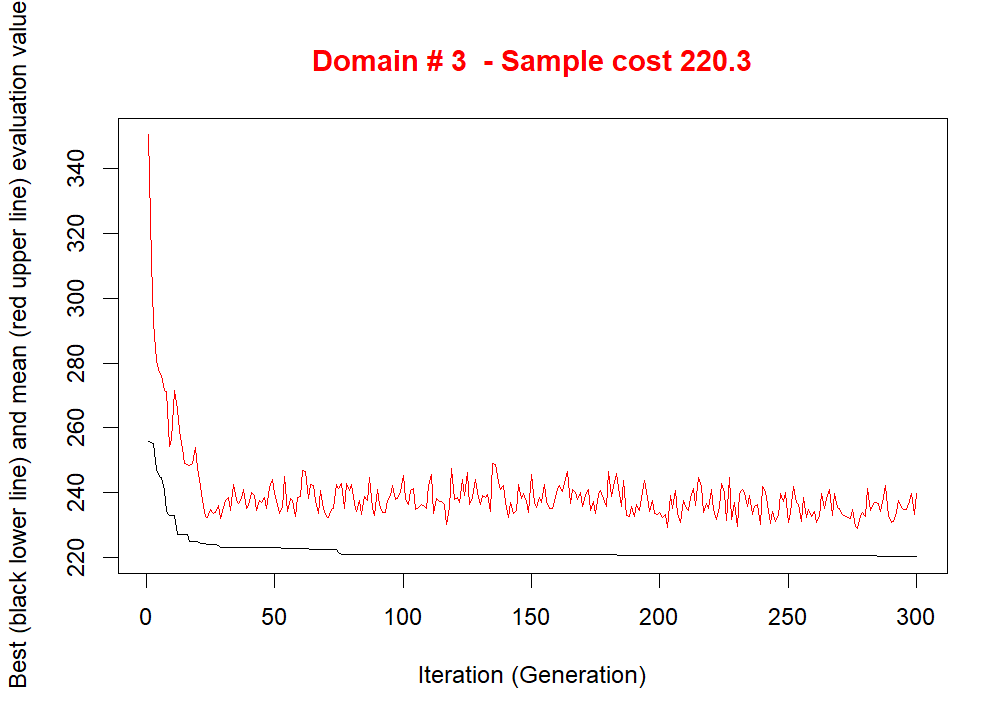 Domain # 3  - Sample cost 220.3
Best (black lower line) and mean (red upper line) evaluation value
340
320
300
280
260
240
220
0 50 100 150 200 250 300
Iteration (Generation)